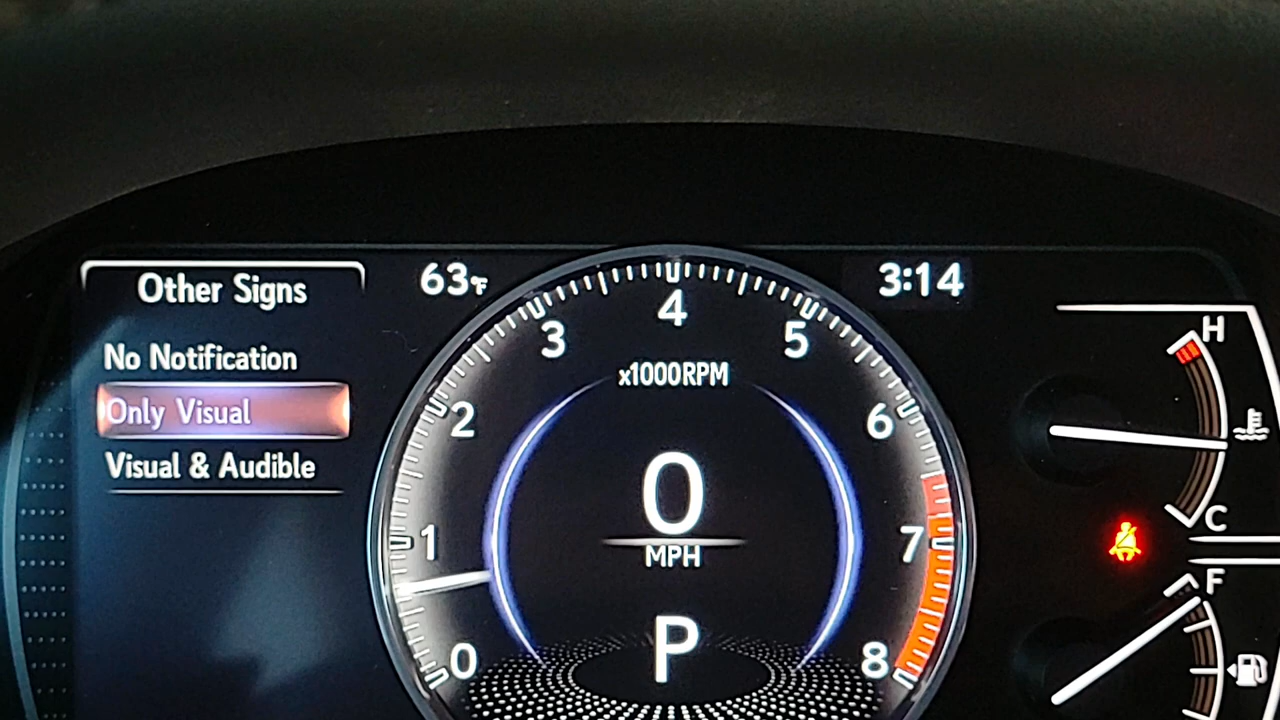 Other Signs
No Notification
Only Visual
Visual & Audible
63°F
3:14
0
1
2
3
4
5
6
7
8
x1000RPM
0
MPH
P
H
C
F